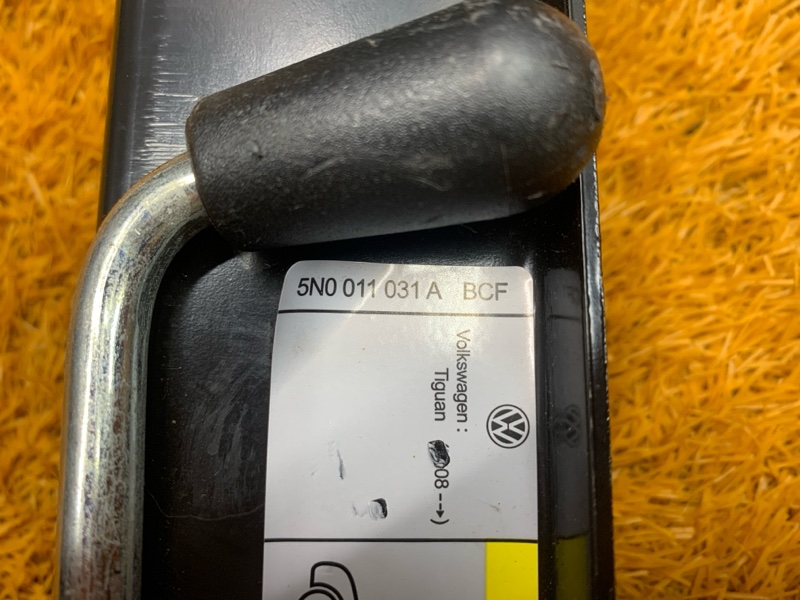 5N0 011 031 A BCF
Volkswagen :
Tiguan 08 --➔)